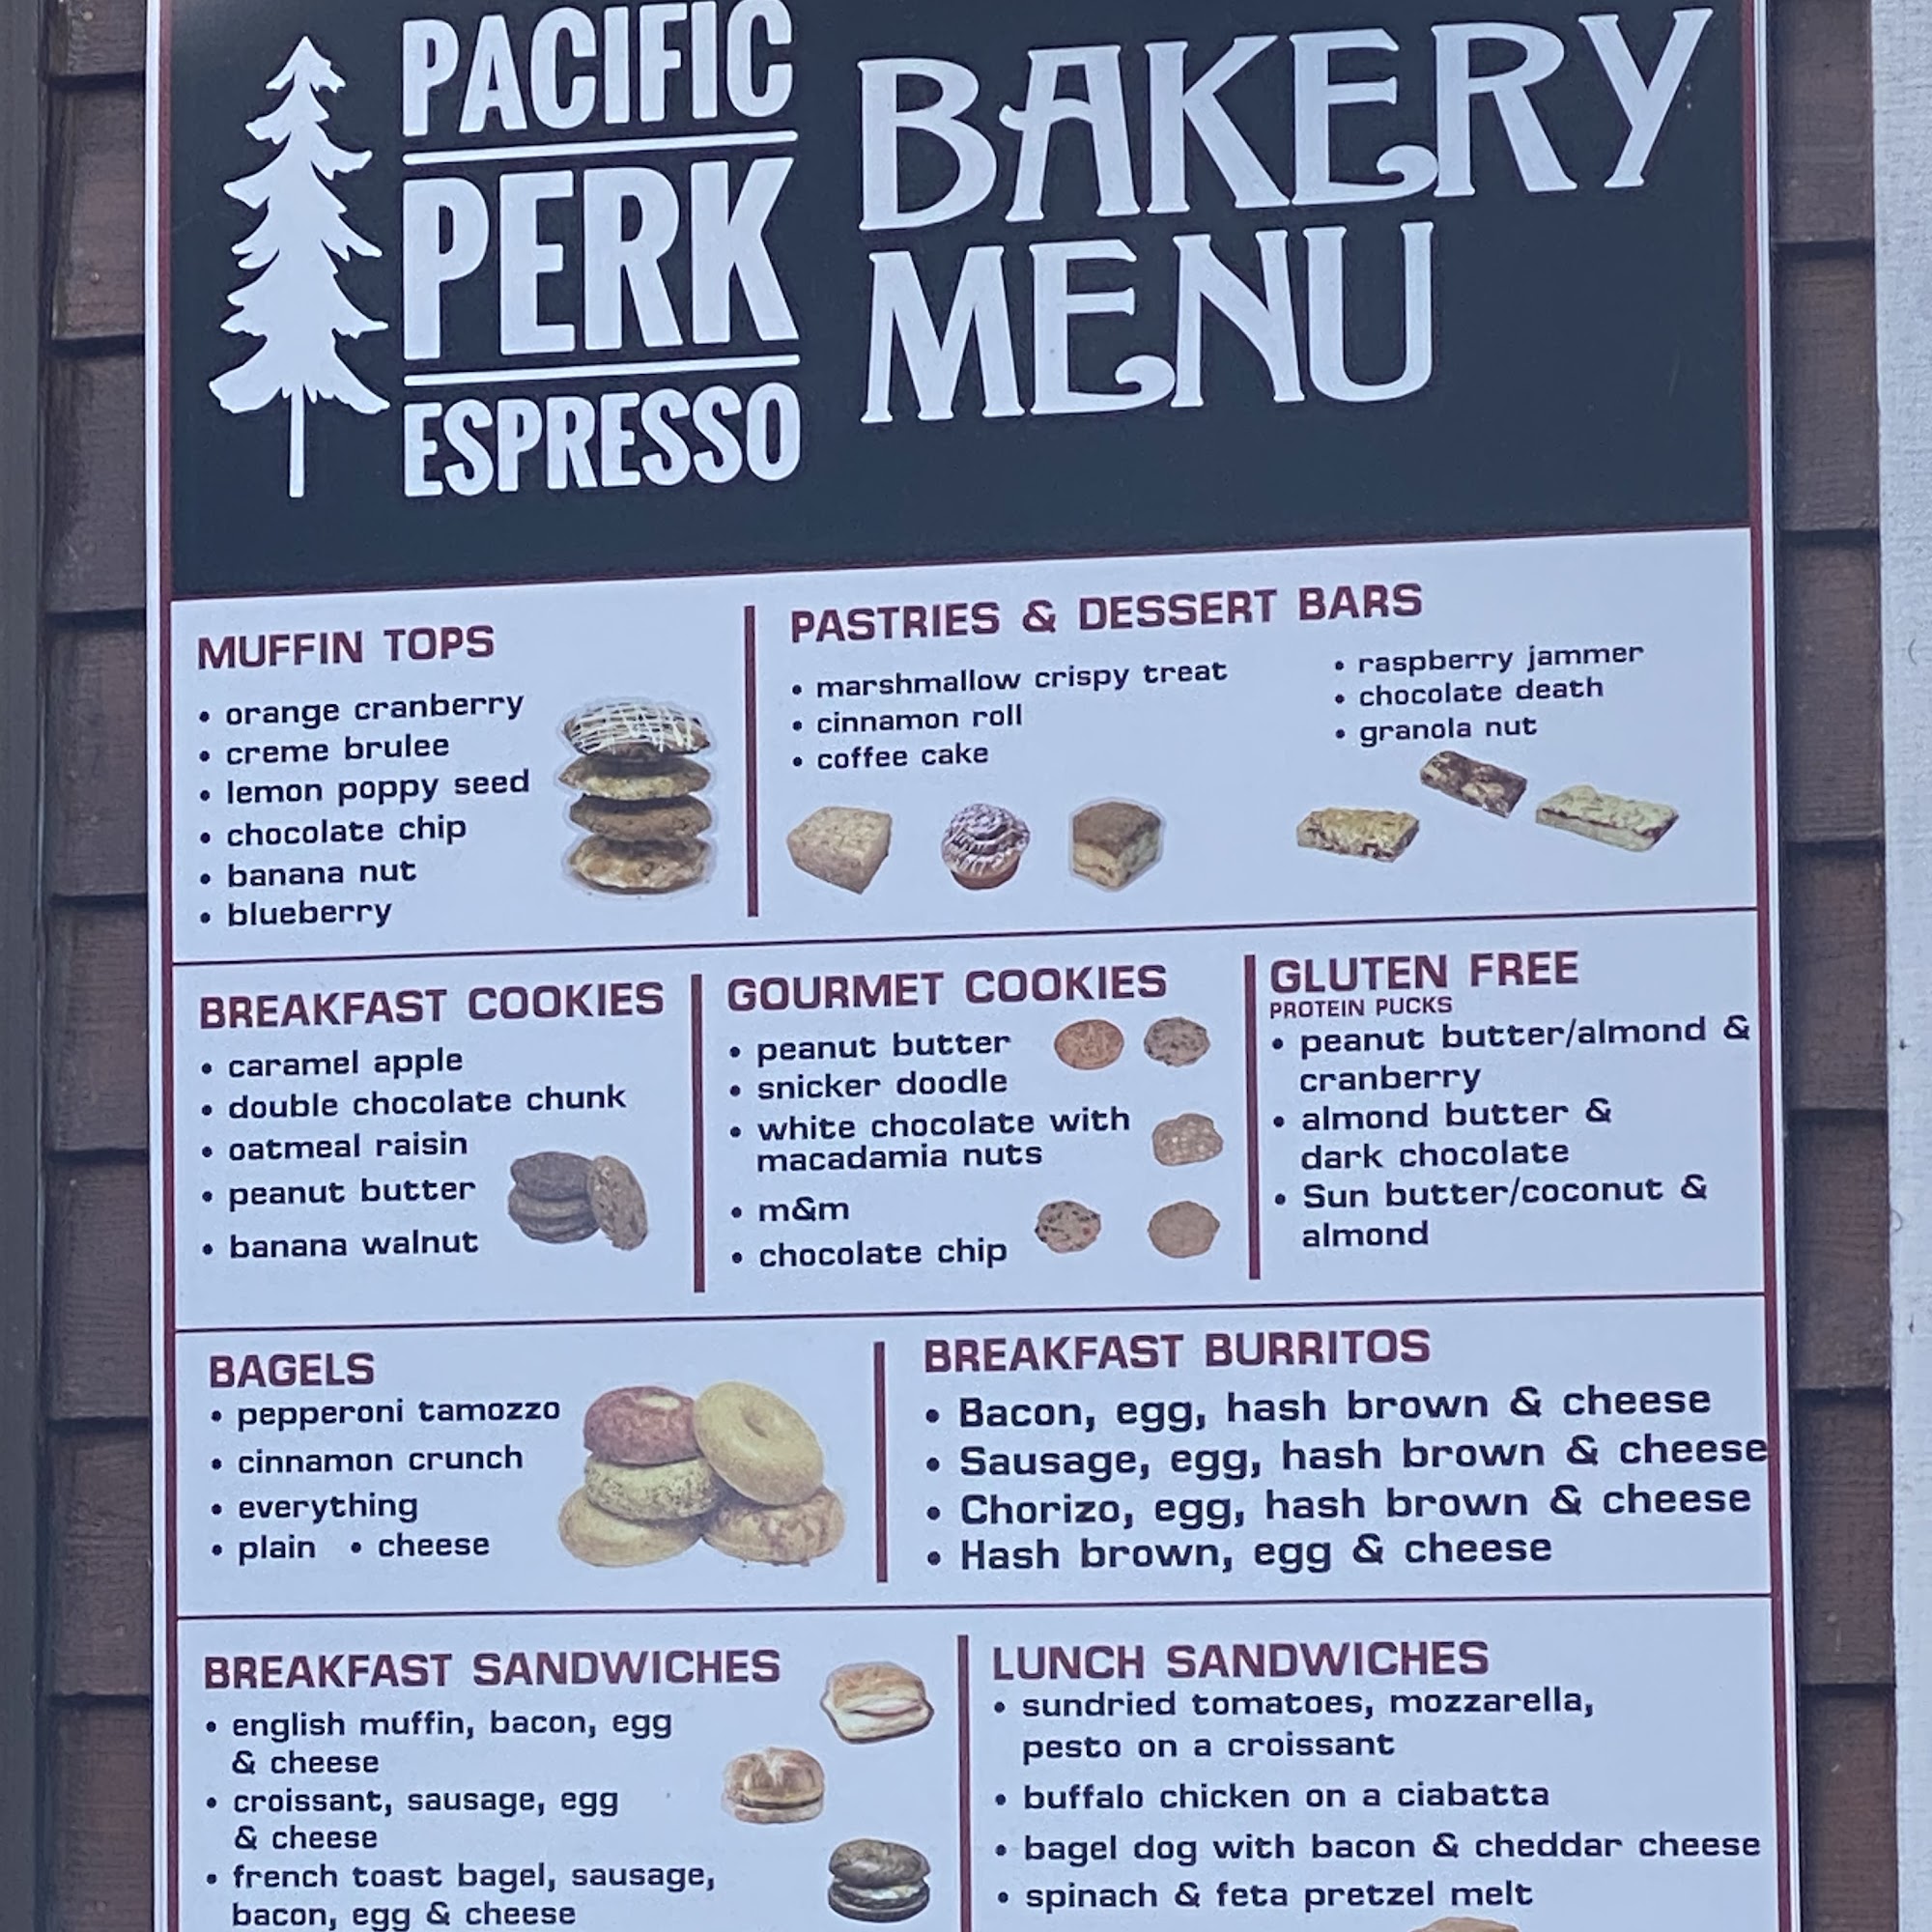 PACIFIC
PERK
ESPRESSO
BAKERY
MENU
MUFFIN TOPS
• orange cranberry
• creme brulee
• lemon poppy seed
• chocolate chip
• banana nut
• blueberry
PASTRIES & DESSERT BARS
• marshmallow crispy treat
• cinnamon roll
• coffee cake
• raspberry jammer
• chocolate death
• granola nut
BREAKFAST COOKIES
• caramel apple
• double chocolate chunk
• oatmeal raisin
• peanut butter
• banana walnut
GOURMET COOKIES
• peanut butter
• snicker doodle
• white chocolate with
macadamia nuts
• m&m
• chocolate chip
GLUTEN FREE
PROTEIN PUCKS
• peanut butter/almond &
cranberry
• almond butter &
dark chocolate
• Sun butter/coconut &
almond
BAGELS
• pepperoni tamozzo
• cinnamon crunch
• everything
• plain • cheese
BREAKFAST BURRITOS
• Bacon, egg, hash brown & cheese
• Sausage, egg, hash brown & cheese
• Chorizo, egg, hash brown & cheese
• Hash brown, egg & cheese
BREAKFAST SANDWICHES
• english muffin, bacon, egg
& cheese
• croissant, sausage, egg
& cheese
• french toast bagel, sausage,
bacon, egg & cheese
LUNCH SANDWICHES
• sundried tomatoes, mozzarella,
pesto on a croissant
• buffalo chicken on a ciabatta
• bagel dog with bacon & cheddar cheese
• spinach & feta pretzel melt